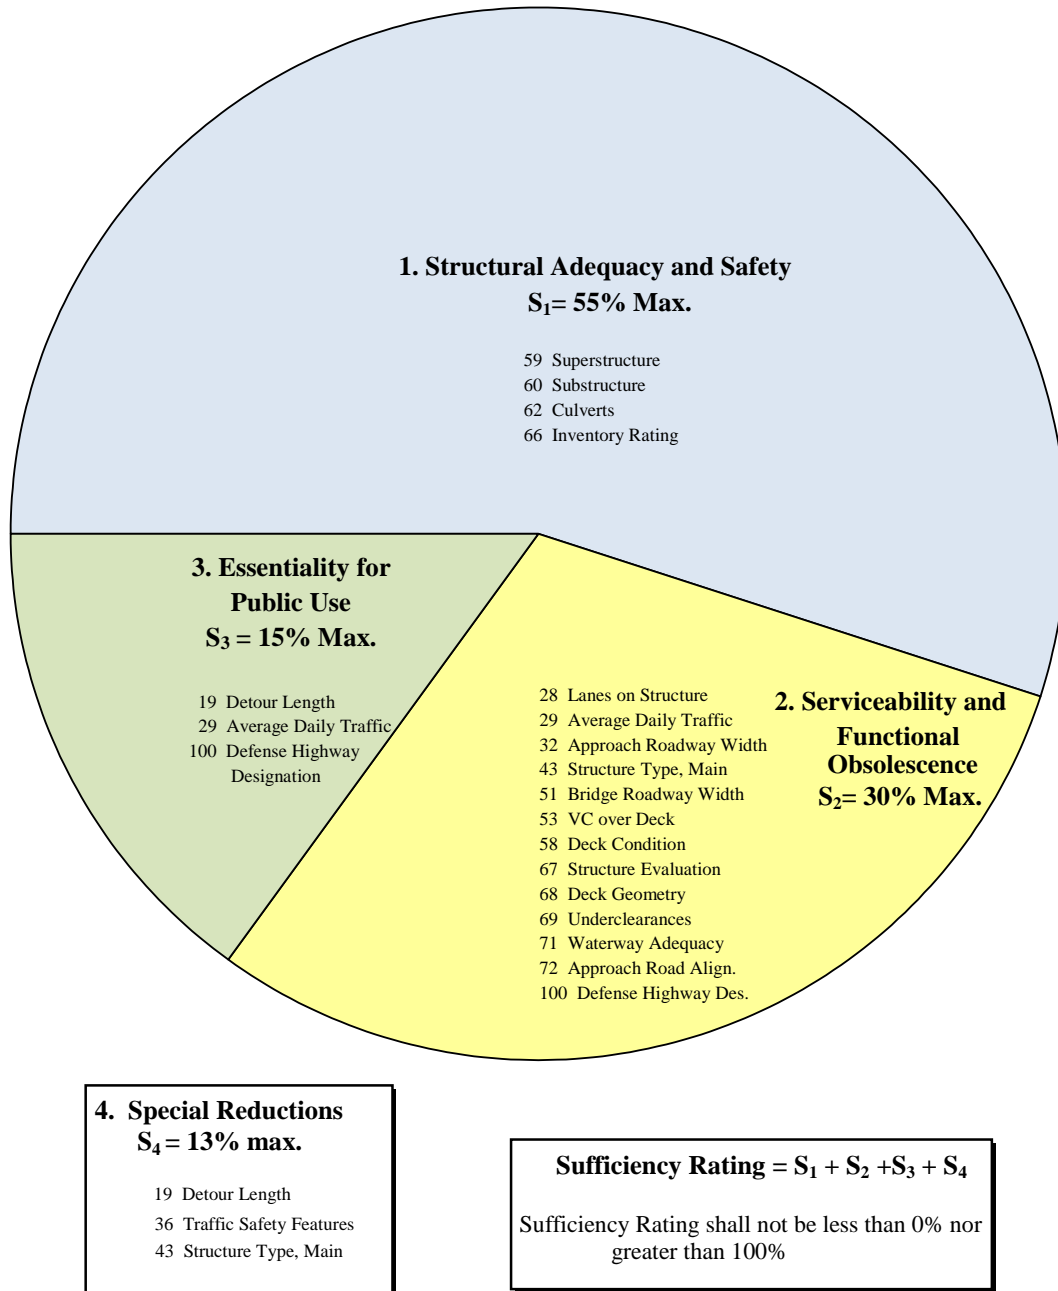 1. Structural Adequacy and Safety
S₁= 55% Max.
59 Superstructure
60 Substructure
62 Culverts
66 Inventory Rating
3. Essentiality for
Public Use
S₃ = 15% Max.
19 Detour Length
29 Average Daily Traffic
100 Defense Highway
Designation
28 Lanes on Structure
29 Average Daily Traffic
32 Approach Roadway Width
43 Structure Type, Main
51 Bridge Roadway Width
53 VC over Deck
58 Deck Condition
67 Structure Evaluation
68 Deck Geometry
69 Underclearances
71 Waterway Adequacy
72 Approach Road Align.
100 Defense Highway Des.
2. Serviceability and
Functional
Obsolescence
S₂= 30% Max.
4. Special Reductions
S₄ = 13% max.
19 Detour Length
36 Traffic Safety Features
43 Structure Type, Main
Sufficiency Rating = S₁ + S₂ +S₃ + S₄
Sufficiency Rating shall not be less than 0% nor
greater than 100%